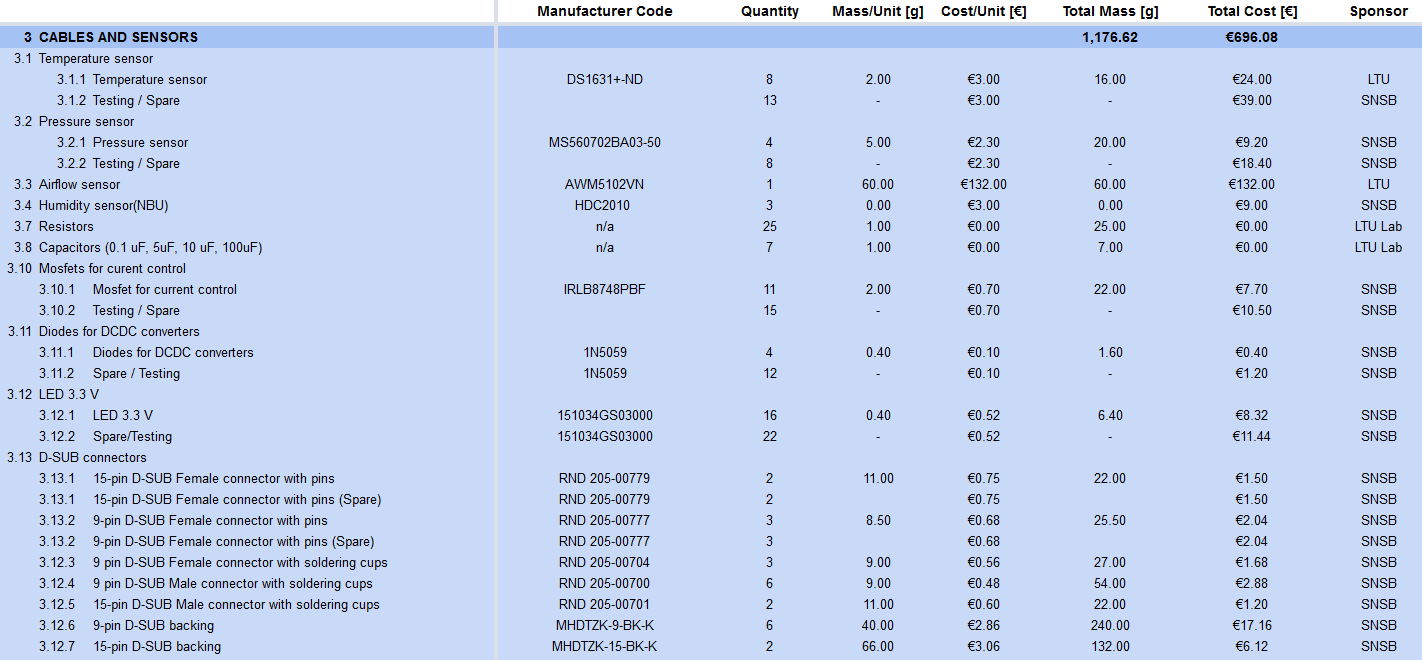 Manufacturer Code Quantity Mass/Unit [g] Cost/Unit [€] Total Mass [g] Total Cost [€] Sponsor
3 CABLES AND SENSORS 1,176.62 €696.08
3.1 Temperature sensor
3.1.1 Temperature sensor DS1631+-ND 8 2.00 €3.00 16.00 €24.00 LTU
3.1.2 Testing / Spare 13 - €3.00 - €39.00 SNSB
3.2 Pressure sensor
3.2.1 Pressure sensor MS560702BA03-50 4 5.00 €2.30 20.00 €9.20 SNSB
3.2.2 Testing / Spare 8 - €2.30 - €18.40 SNSB
3.3 Airflow sensor AWM5102VN 1 60.00 €132.00 60.00 €132.00 LTU
3.4 Humidity sensor(NBU) HDC2010 3 0.00 €3.00 0.00 €9.00 SNSB
3.7 Resistors n/a 25 1.00 €0.00 25.00 €0.00 LTU Lab
3.8 Capacitors (0.1 uF, 5uF, 10 uF, 100uF) n/a 7 1.00 €0.00 7.00 €0.00 LTU Lab
3.10 Mosfets for curent control
3.10.1 Mosfet for current control IRLB8748PBF 11 2.00 €0.70 22.00 €7.70 SNSB
3.10.2 Testing / Spare 15 - €0.70 - €10.50 SNSB
3.11 Diodes for DCDC converters
3.11.1 Diodes for DCDC converters 1N5059 4 0.40 €0.10 1.60 €0.40 SNSB
3.11.2 Spare / Testing 1N5059 12 - €0.10 - €1.20 SNSB
3.12 LED 3.3 V
3.12.1 LED 3.3 V 151034GS03000 16 0.40 €0.52 6.40 €8.32 SNSB
3.12.2 Spare/Testing 151034GS03000 22 - €0.52 - €11.44 SNSB
3.13 D-SUB connectors
3.13.1 15-pin D-SUB Female connector with pins RND 205-00779 2 11.00 €0.75 22.00 €1.50 SNSB
3.13.1 15-pin D-SUB Female connector with pins (Spare) RND 205-00779 2 €0.75 €1.50 SNSB
3.13.2 9-pin D-SUB Female connector with pins RND 205-00777 3 8.50 €0.68 25.50 €2.04 SNSB
3.13.2 9-pin D-SUB Female connector with pins (Spare) RND 205-00777 3 €0.68 €2.04 SNSB
3.12.3 9 pin D-SUB Female connector with soldering cups RND 205-00704 3 9.00 €0.56 27.00 €1.68 SNSB
3.12.4 9 pin D-SUB Male connector with soldering cups RND 205-00700 6 9.00 €0.48 54.00 €2.88 SNSB
3.12.5 15-pin D-SUB Male connector with soldering cups RND 205-00701 2 11.00 €0.60 22.00 €1.20 SNSB
3.12.6 9-pin D-SUB backing MHDTZK-9-BK-K 6 40.00 €2.86 240.00 €17.16 SNSB
3.12.7 15-pin D-SUB backing MHDTZK-15-BK-K 2 66.00 €3.06 132.00 €6.12 SNSB